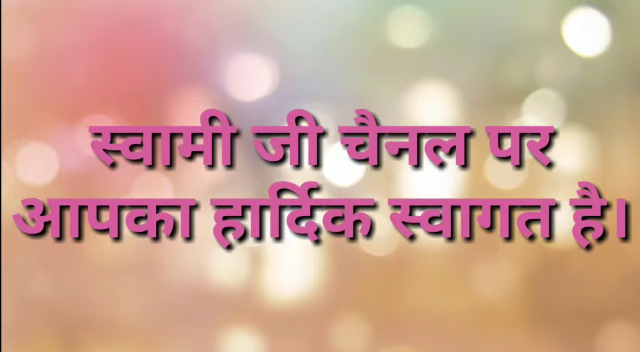 स्वामी जी चैनल पर
आपका हार्दिक स्वागत है।